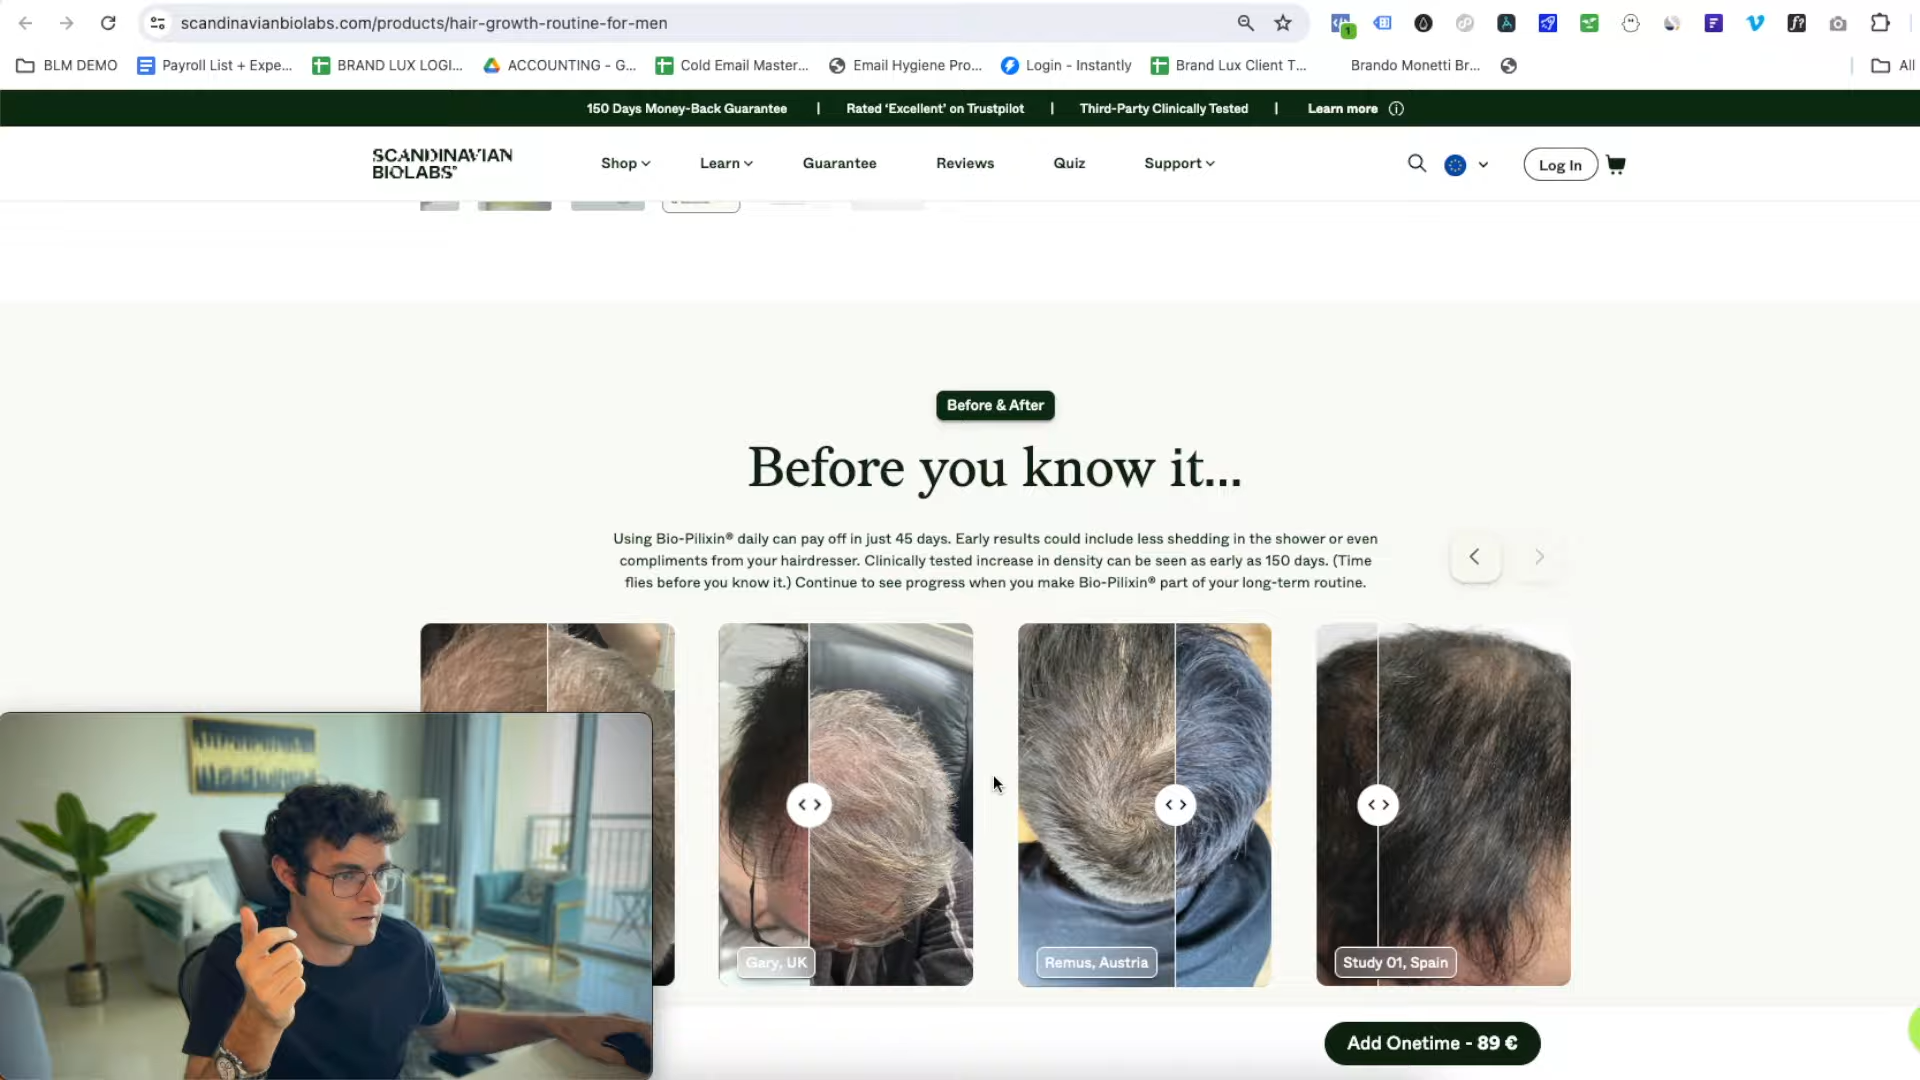 scandinavianbiolabs.com/products/hair-growth-routine-for-men
1
BLM DEMO
Payroll List + Expe...
BRAND LUX LOGI...
ACCOUNTING - G...
Cold Email Master...
Email Hygiene Pro...
Login - Instantly
Brand Lux Client T...
Brando Monetti Br...
All
150 Days Money-Back Guarantee | Rated ‘Excellent’ on Trustpilot | Third-Party Clinically Tested | Learn more
SCANDINAVIAN
BIOLABS®
Shop
Learn
Guarantee
Reviews
Quiz
Support
Log In
Before & After
Before you know it...
Using Bio-Pilixin® daily can pay off in just 45 days. Early results could include less shedding in the shower or even
compliments from your hairdresser. Clinically tested increase in density can be seen as early as 150 days. (Time
flies before you know it.) Continue to see progress when you make Bio-Pilixin® part of your long-term routine.
Gary, UK
Remus, Austria
Study 01, Spain
Add Onetime - 89 €